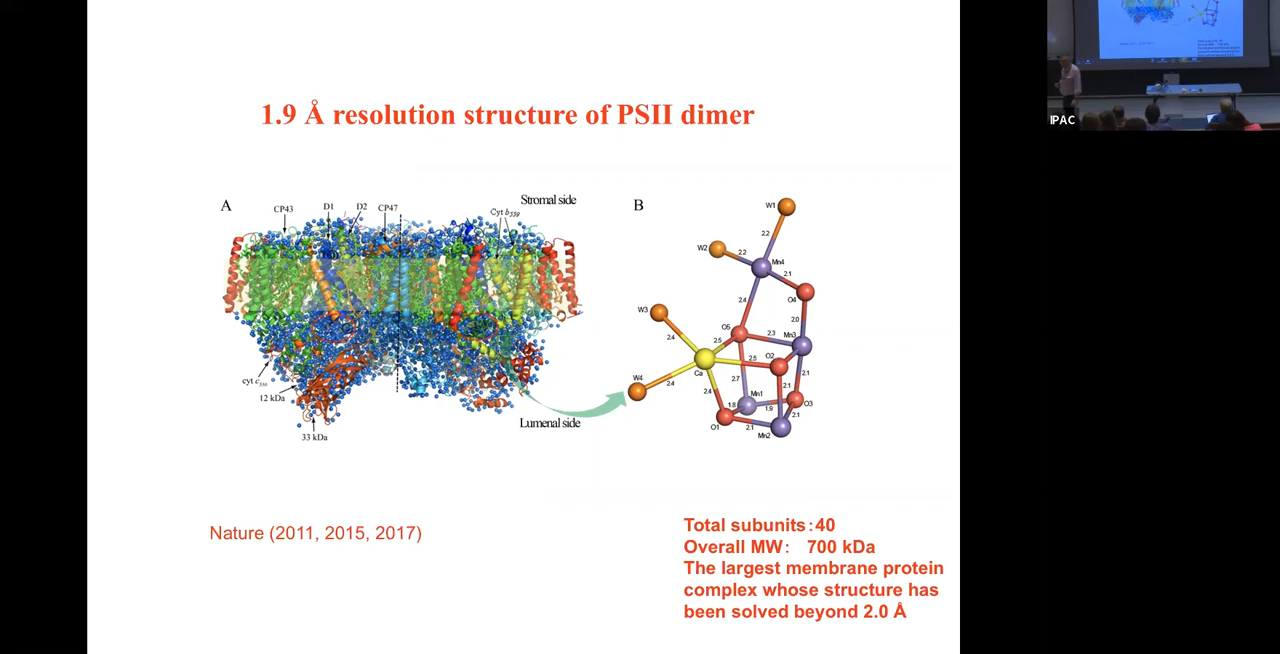 1.9 Å resolution structure of PSII dimer
A
CP43
D1
D2
CP47
Cyt b559
Stromal side
cyt c550
12 kDa
33 kDa
Lumenal side
B
W1
2.2
W2
2.2
Mn4
2.1
O4
2.4
2.0
W3
2.4
O5
2.3
Mn3
2.5
O2
2.5
Ca
W4
2.4
2.7
2.1
2.1
2.4
Mn1
1.8
1.9
O3
2.1
O1
2.1
Mn2
Nature (2011, 2015, 2017)
Total subunits:40
Overall MW: 700 kDa
The largest membrane protein
complex whose structure has
been solved beyond 2.0 Å
IPAC